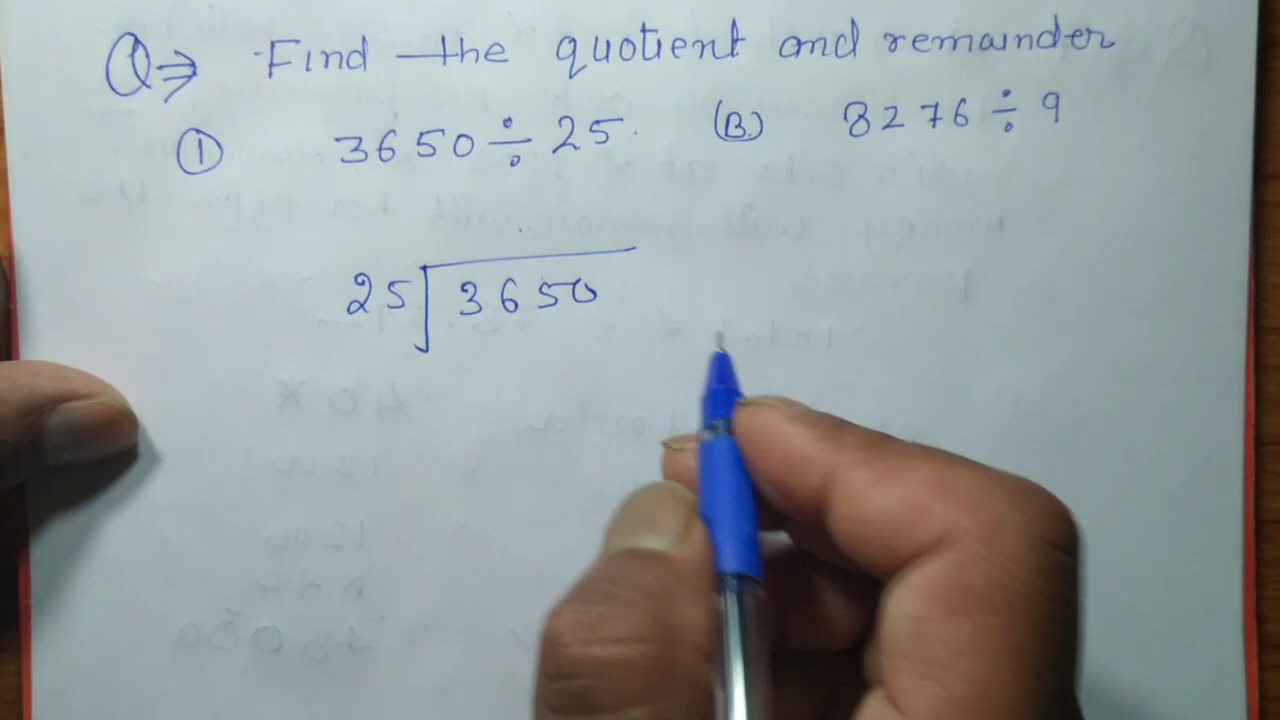 Q⇒ Find the quotient and remainder
① 3650 ÷ 25. (B.) 8276 ÷ 9
25 3650